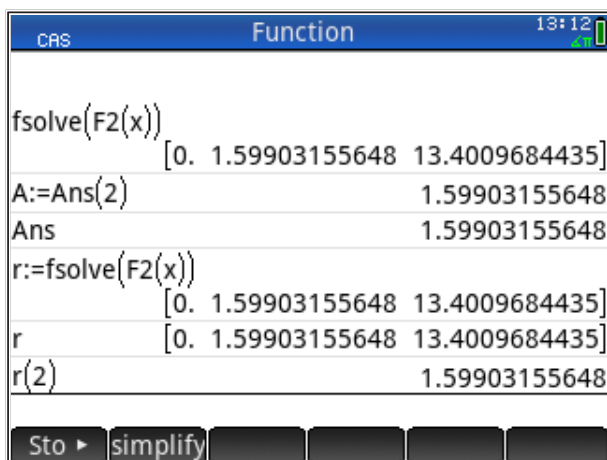 CAS Function 13:12
∡π
fsolve(F2(x))
[0. 1.59903155648 13.4009684435]
A:=Ans(2) 1.59903155648
Ans 1.59903155648
r:=fsolve(F2(x))
[0. 1.59903155648 13.4009684435]
r [0. 1.59903155648 13.4009684435]
r(2) 1.59903155648
Sto ► simplify